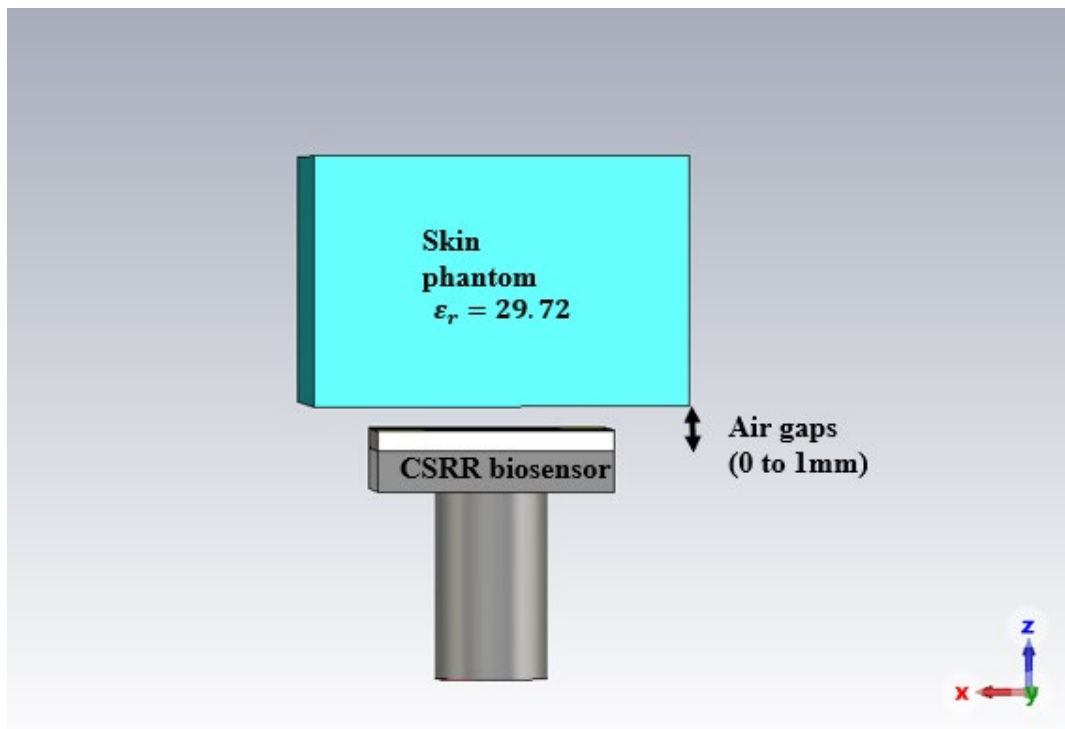 Skin
phantom
εᵣ = 29.72
Air gaps
(0 to 1mm)
CSRR biosensor
z
x
y